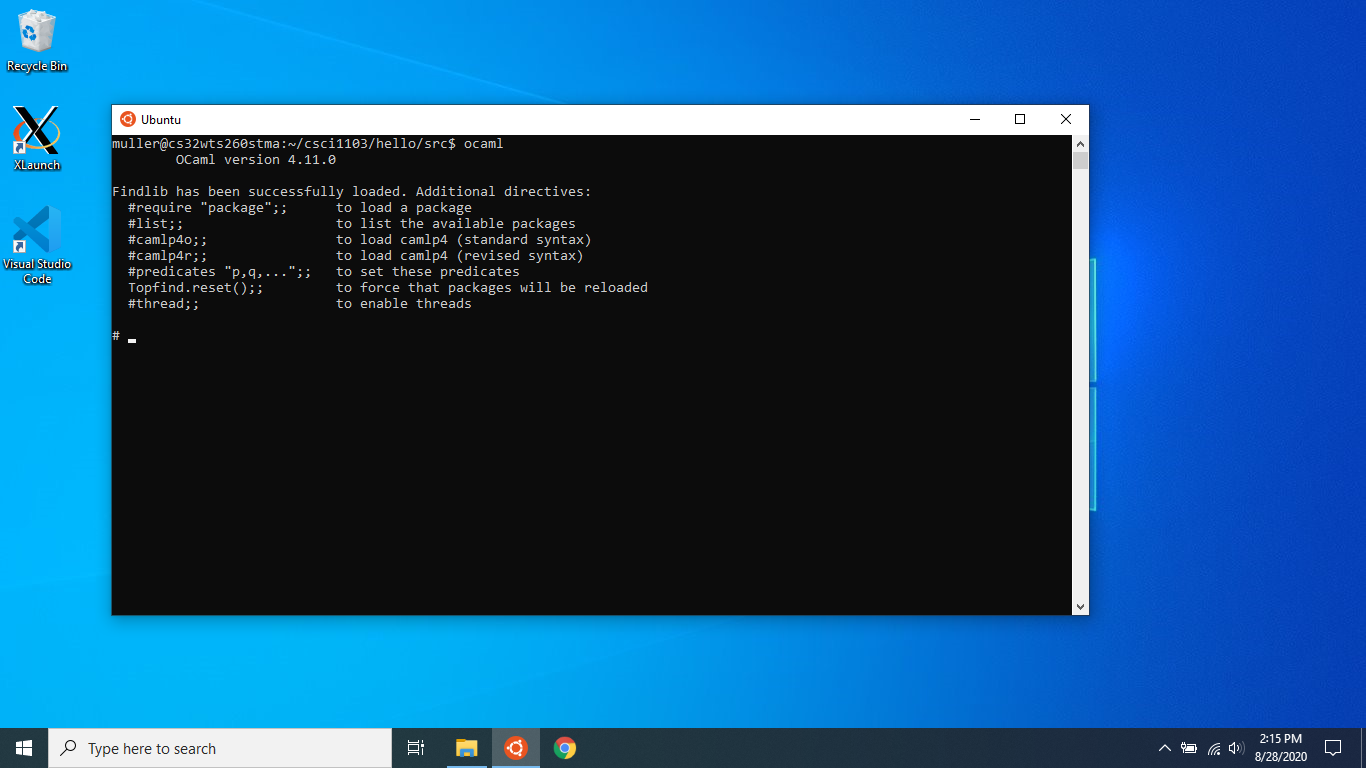 Recycle Bin
XLaunch
Visual Studio
Code
Ubuntu
muller@cs32wts260stma:~/csci1103/hello/src$ ocaml
        OCaml version 4.11.0
Findlib has been successfully loaded. Additional directives:
  #require "package";;      to load a package
  #list;;                   to list the available packages
  #camlp4o;;                to load camlp4 (standard syntax)
  #camlp4r;;                to load camlp4 (revised syntax)
  #predicates "p,q,...";;   to set these predicates
  Topfind.reset();;         to force that packages will be reloaded
  #thread;;                 to enable threads
#
Type here to search
2:15 PM
8/28/2020